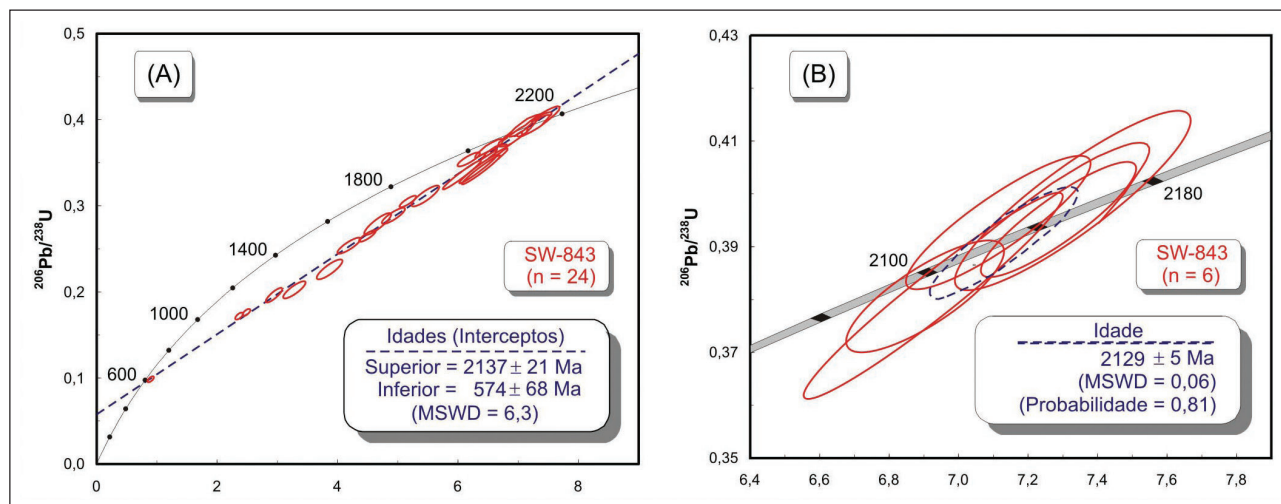 0,5
0,4
0,3
0,2
0,1
0,0
²⁰⁶Pb/²³⁸U
(A)
2200
1800
1400
1000
600
SW-843
(n = 24)
Idades (Interceptos)
Superior = 2137 ± 21 Ma
Inferior = 574 ± 68 Ma
(MSWD = 6,3)
0
2
4
6
8
0,43
0,41
0,39
0,37
0,35
²⁰⁶Pb/²³⁸U
(B)
2180
2100
SW-843
(n = 6)
Idade
2129 ± 5 Ma
(MSWD = 0,06)
(Probabilidade = 0,81)
6,4
6,6
6,8
7,0
7,2
7,4
7,6
7,8